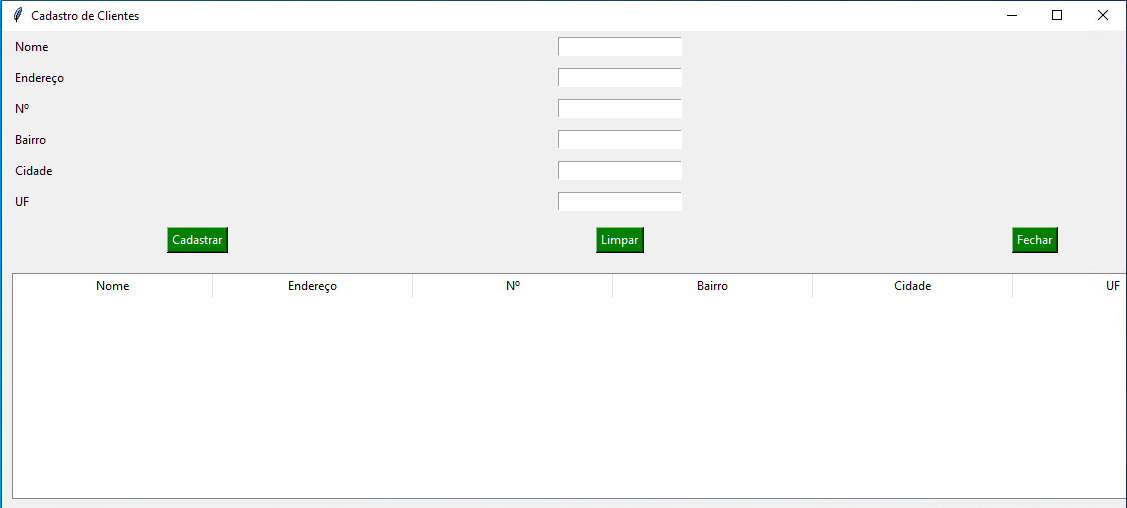 Cadastro de Clientes
Nome
Endereço
Nº
Bairro
Cidade
UF
Cadastrar Limpar Fechar
Nome Endereço Nº Bairro Cidade UF